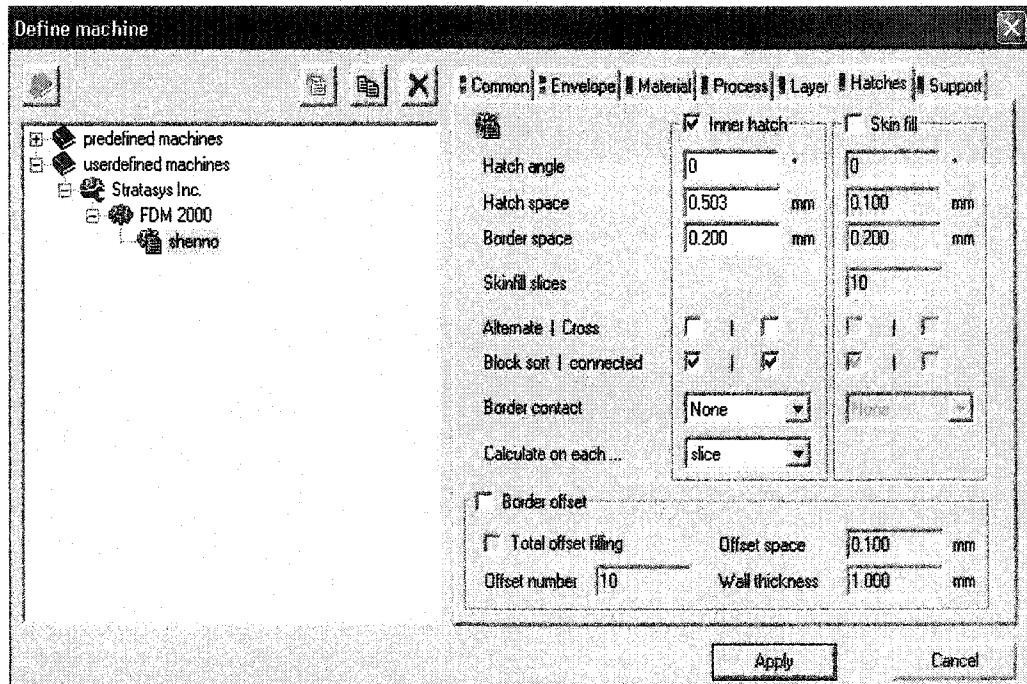 Define machine
Common Envelope Material Process Layer Hatches Support
predefined machines
userdefined machines
Stratasys Inc.
FDM 2000
shenno
Inner hatch Skin fill
Hatch angle 0 ° 0 °
Hatch space 0.503 mm 0.100 mm
Border space 0.200 mm 0.200 mm
Skinfill slices 10
Alternate | Cross | |
Block sort | connected | |
Border contact None None
Calculate on each ... slice
Border offset
Total offset filling Offset space 0.100 mm
Offset number 10 Wall thickness 1.000 mm
Apply Cancel